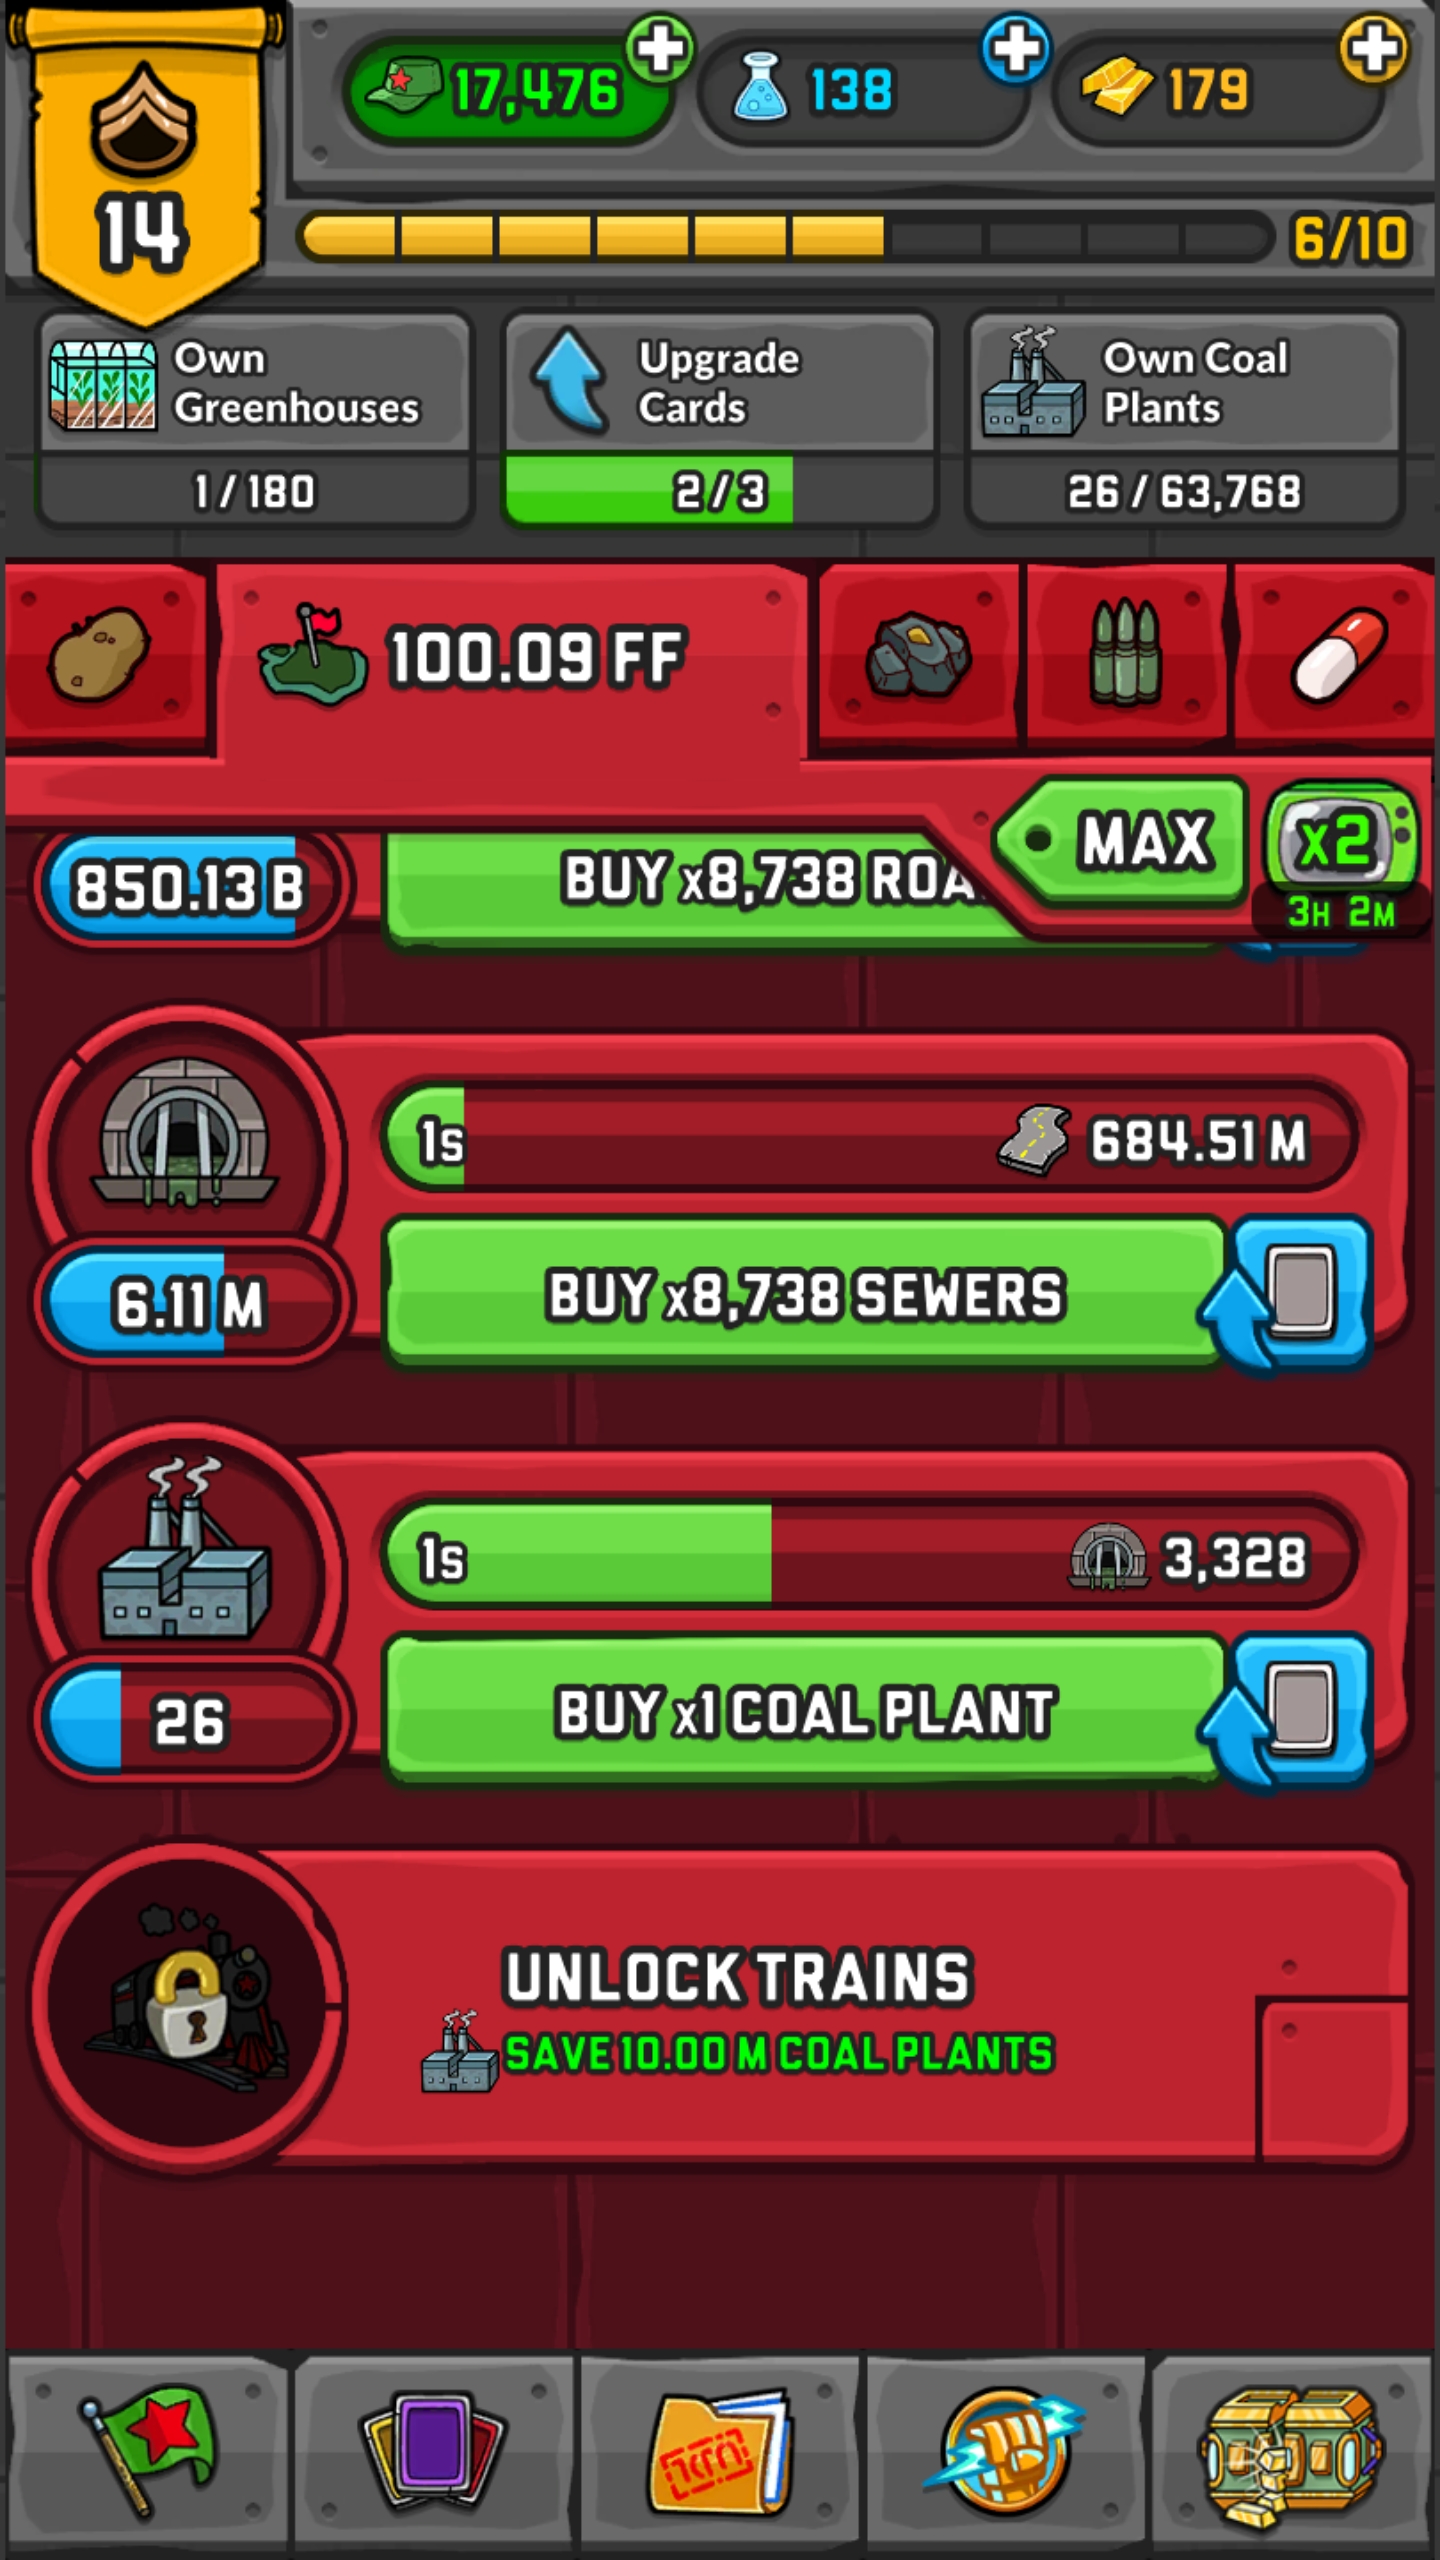 17,476
138
179
14
6/10
Own Greenhouses
1/180
Upgrade Cards
2/3
Own Coal Plants
26/63,768
100.09 FF
MAX
x2
3H 2M
850.13 B
BUY x8,738 ROA
1s
684.51 M
6.11 M
BUY x8,738 SEWERS
1s
3,328
26
BUY x1 COAL PLANT
UNLOCK TRAINS
SAVE 10.00 M COAL PLANTS